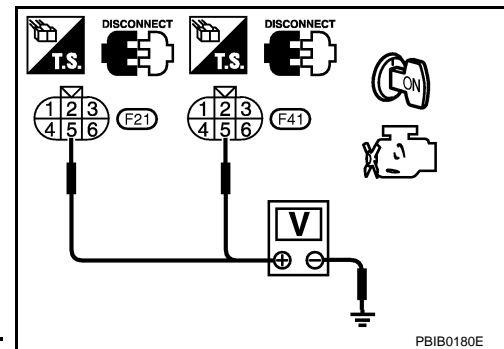 DISCONNECT DISCONNECT
T.S. T.S.
ON
1 2 3 1 2 3
4 5 6 F21 4 5 6 F41
V
+ −
PBIB0180E